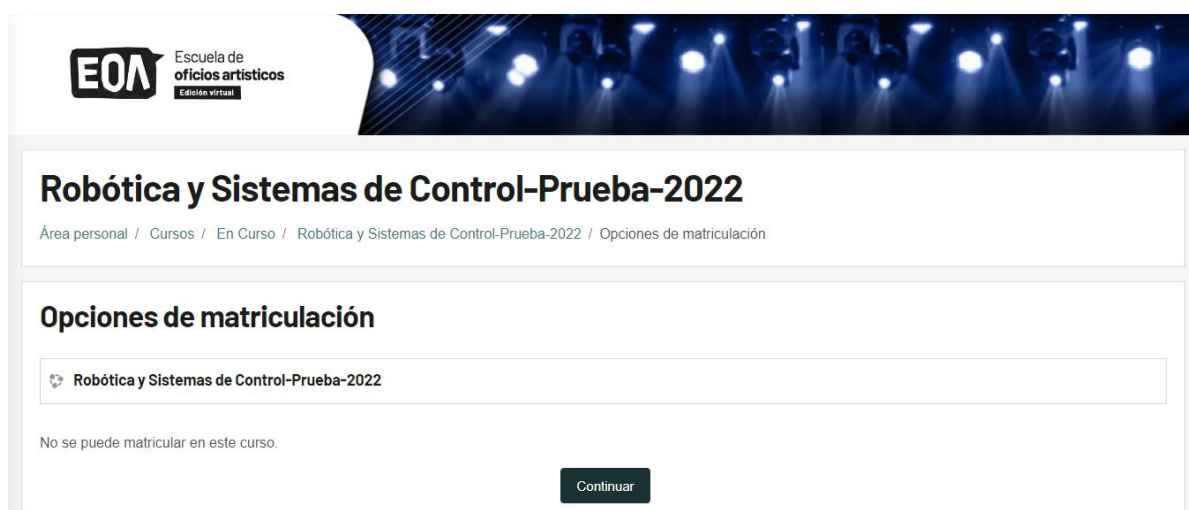 EOA
Escuela de
oficios artísticos
Edición virtual
Robótica y Sistemas de Control-Prueba-2022
Área personal / Cursos / En Curso / Robótica y Sistemas de Control-Prueba-2022 / Opciones de matriculación
Opciones de matriculación
Robótica y Sistemas de Control-Prueba-2022
No se puede matricular en este curso.
Continuar